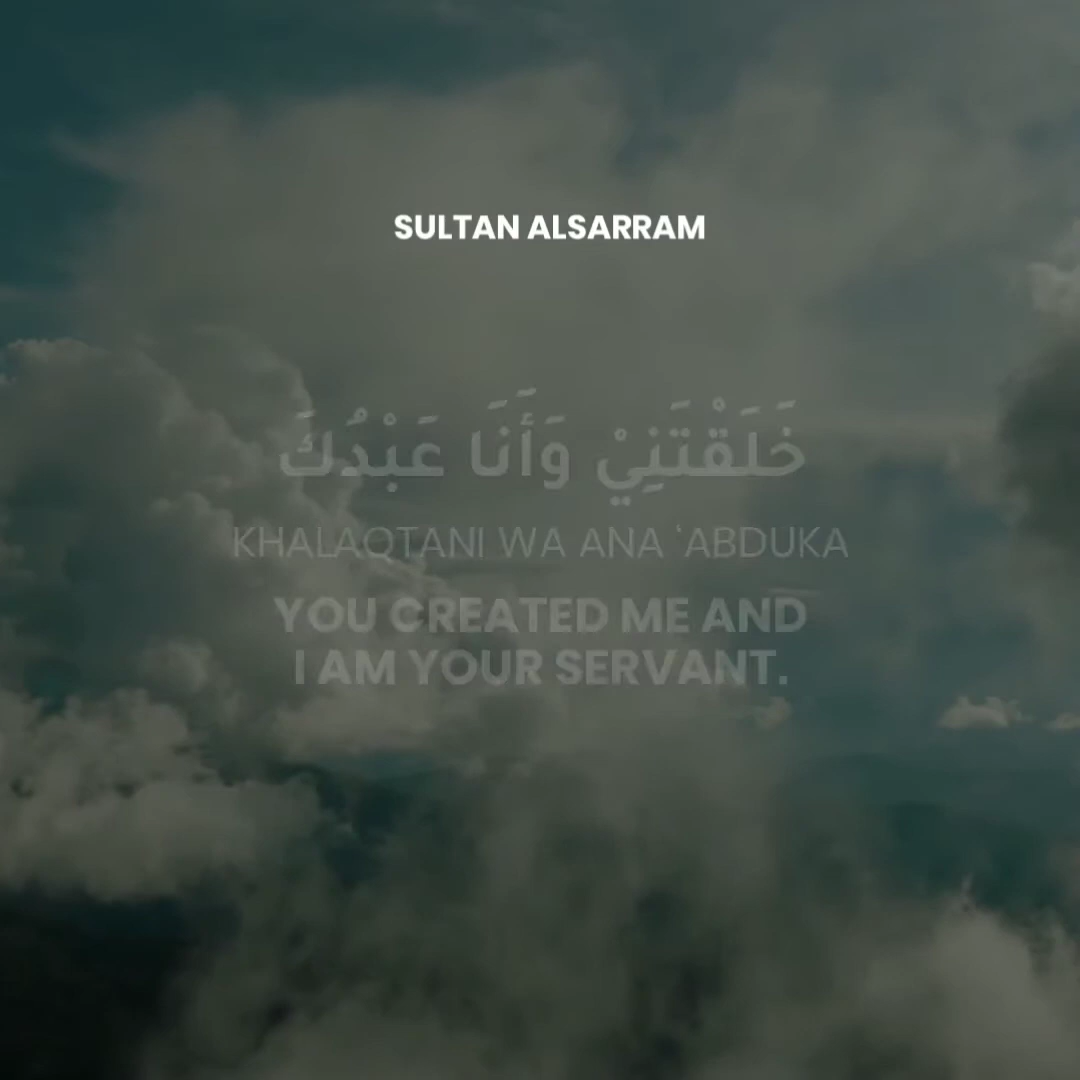 SULTAN ALSARRAM
خَلَقْتَنِيْ وَأَنَا عَبْدُكَ
KHALAQTANI WA ANA ʿABDUKA
YOU CREATED ME AND
I AM YOUR SERVANT.